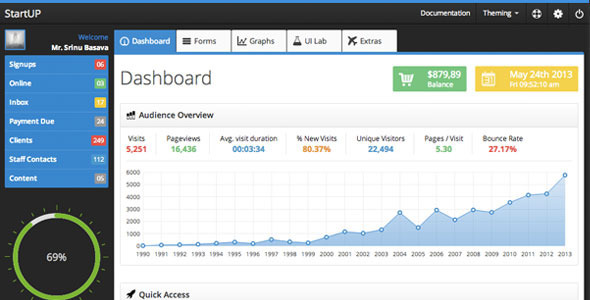 StartUP
Documentation Theming
Welcome
Mr. Srinu Basava
Signups 06
Online 03
Inbox 17
Payment Due 24
Clients 249
Staff Contacts 112
Content 05
69%
Dashboard Forms Graphs UI Lab Extras
Dashboard
$879,89
Balance
May 24th 2013
Fri 09:52:10 am
Audience Overview
Visits Pageviews Avg. visit duration % New Visits Unique Visitors Pages / Visit Bounce Rate
5,251 16,436 00:03:34 80.37% 22,494 5.30 27.17%
6000
5000
4000
3000
2000
1000
0
1990 1991 1992 1993 1994 1995 1996 1997 1998 1999 2000 2001 2002 2003 2004 2005 2006 2007 2008 2009 2010 2011 2012 2013
Quick Access